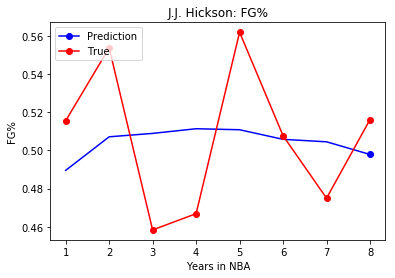 J.J. Hickson: FG%
Prediction
True
0.56
0.54
0.52
0.50
0.48
0.46
FG%
1 2 3 4 5 6 7 8
Years in NBA